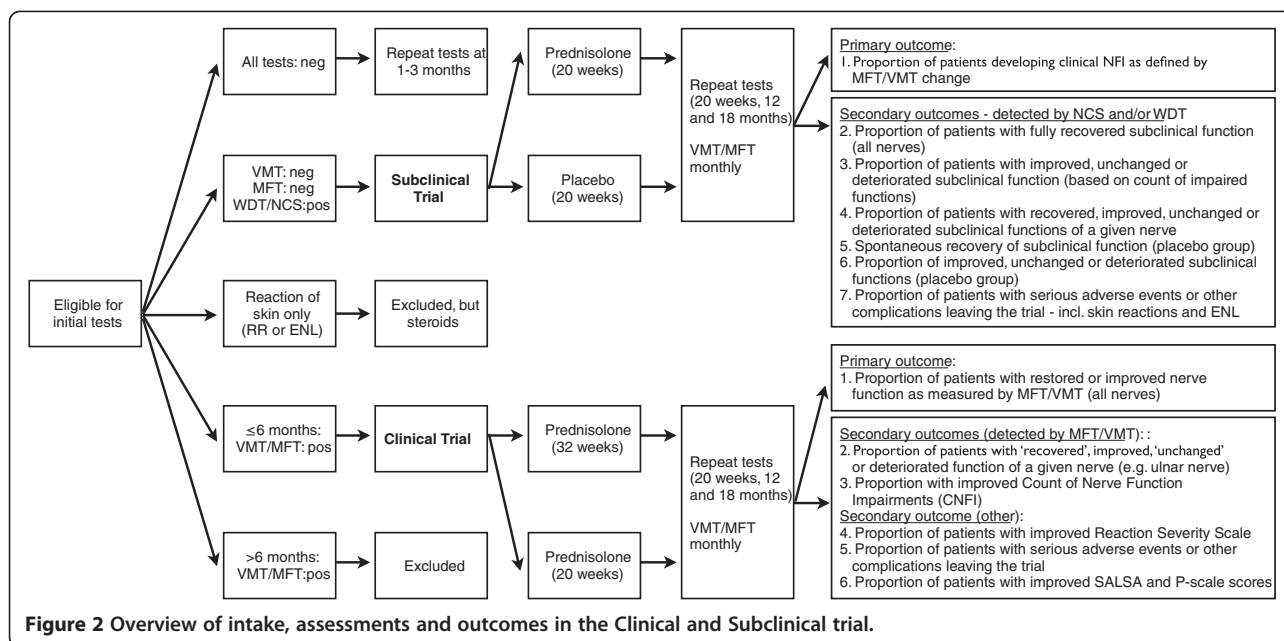 All tests: neg
Repeat tests at
1-3 months
Prednisolone
(20 weeks)
Repeat tests
(20 weeks, 12
and 18 months)
VMT/MFT
monthly
Primary outcome:
1. Proportion of patients developing clinical NFI as defined by
MFT/VMT change
Secondary outcomes - detected by NCS and/or WDT
2. Proportion of patients with fully recovered subclinical function
(all nerves)
3. Proportion of patients with improved, unchanged or
deteriorated subclinical function (based on count of impaired
functions)
4. Proportion of patients with recovered, improved, unchanged or
deteriorated subclinical functions of a given nerve
5. Spontaneous recovery of subclinical function (placebo group)
6. Proportion of improved, unchanged or deteriorated subclinical
functions (placebo group)
7. Proportion of patients with serious adverse events or other
complications leaving the trial - incl. skin reactions and ENL
VMT: neg
MFT: neg
WDT/NCS:pos
Subclinical
Trial
Placebo
(20 weeks)
Eligible for
initial tests
Reaction of
skin only
(RR or ENL)
Excluded, but
steroids
≤6 months:
VMT/MFT: pos
Clinical Trial
Prednisolone
(32 weeks)
Repeat tests
(20 weeks, 12
and 18 months)
VMT/MFT
monthly
Primary outcome:
1. Proportion of patients with restored or improved nerve
function as measured by MFT/VMT (all nerves)
Secondary outcomes (detected by MFT/VMT): :
2. Proportion of patients with ‘recovered’, improved, ‘unchanged’
or deteriorated function of a given nerve (e.g. ulnar nerve)
3. Proportion with improved Count of Nerve Function
Impairments (CNFI)
Secondary outcome (other):
4. Proportion of patients with improved Reaction Severity Scale
5. Proportion of patients with serious adverse events or other
complications leaving the trial
6. Proportion of patients with improved SALSA and P-scale scores
>6 months:
VMT/MFT:pos
Excluded
Prednisolone
(20 weeks)
Figure 2 Overview of intake, assessments and outcomes in the Clinical and Subclinical trial.